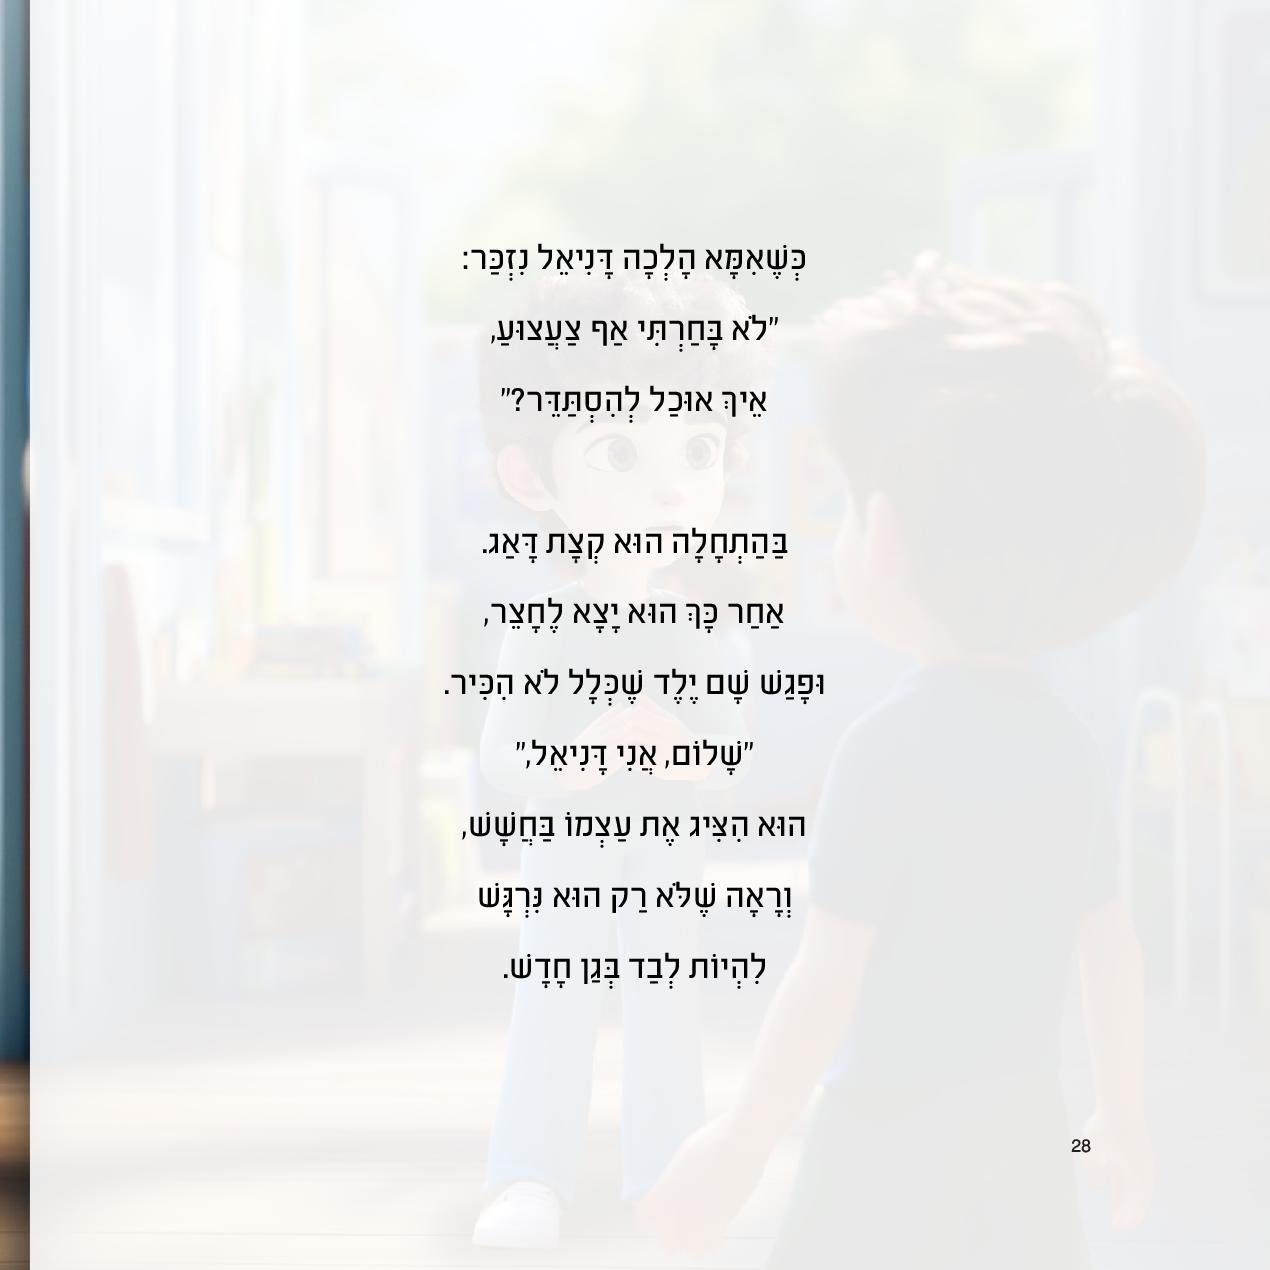 כְּשֶׁאִמָּא הָלְכָה דָּנִיאֵל נִזְכַּר:
"לֹא בָּחַרְתִּי אַף צַעֲצוּעַ,
אֵיךְ אוּכַל לְהִסְתַּדֵּר?"
בַּהַתְחָלָה הוּא קְצָת דָּאַג.
אַחַר כָּךְ הוּא יָצָא לֶחָצֵר,
וּפָגַשׁ שָׁם יֶלֶד שֶׁכְּלָל לֹא הִכִּיר.
"שָׁלוֹם, אֲנִי דָּנִיאֵל,"
הוּא הִצִּיג אֶת עַצְמוֹ בַּחֲשָׁשׁ,
וְרָאָה שֶׁלֹּא רַק הוּא נִּרְגָּשׁ
לִהְיוֹת לְבַד בְּגַן חָדָשׁ.
28